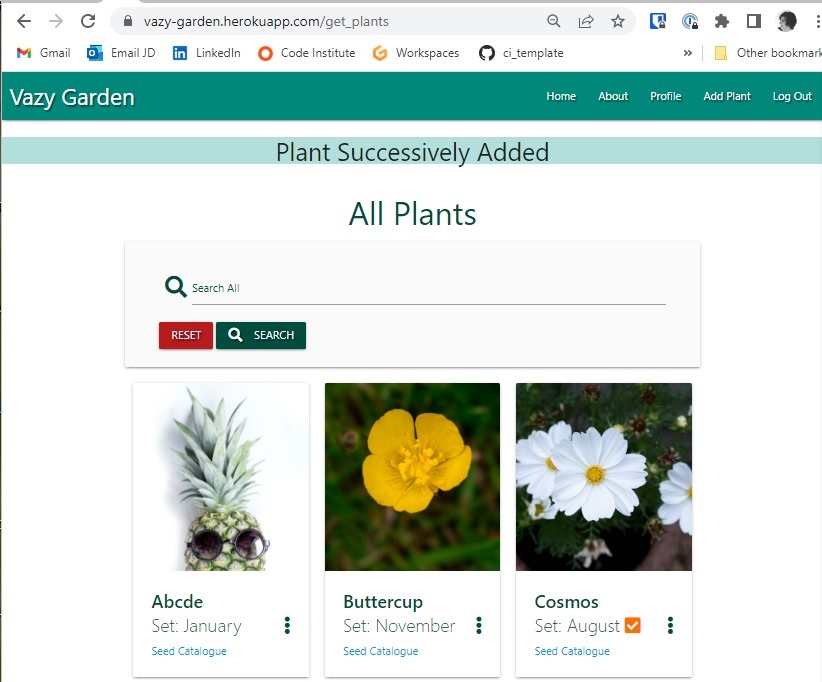 vazy-garden.herokuapp.com/get_plants
Gmail Email JD LinkedIn Code Institute Workspaces ci_template » Other bookmark
Vazy Garden Home About Profile Add Plant Log Out
Plant Successively Added
All Plants
Search All
RESET SEARCH
Abcde Buttercup Cosmos
Set: January Set: November Set: August
Seed Catalogue Seed Catalogue Seed Catalogue